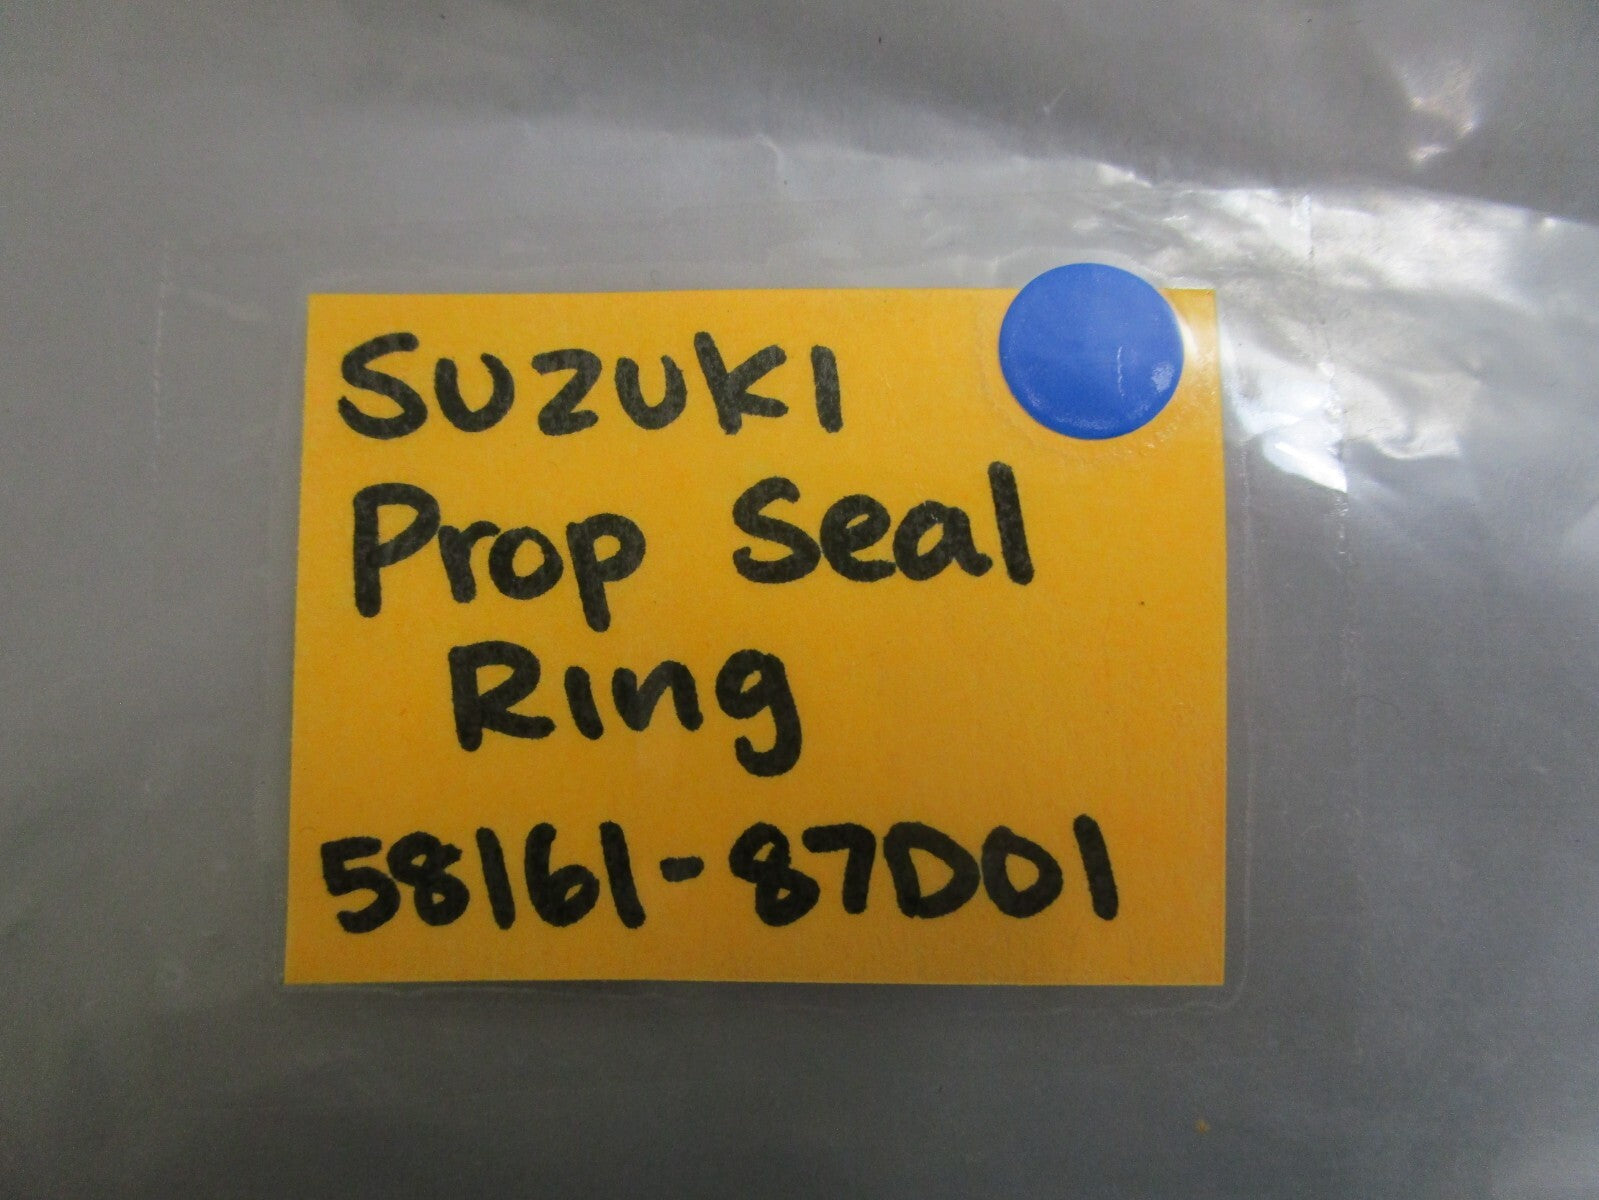 Suzuki
Prop Seal
Ring
58161-87D01